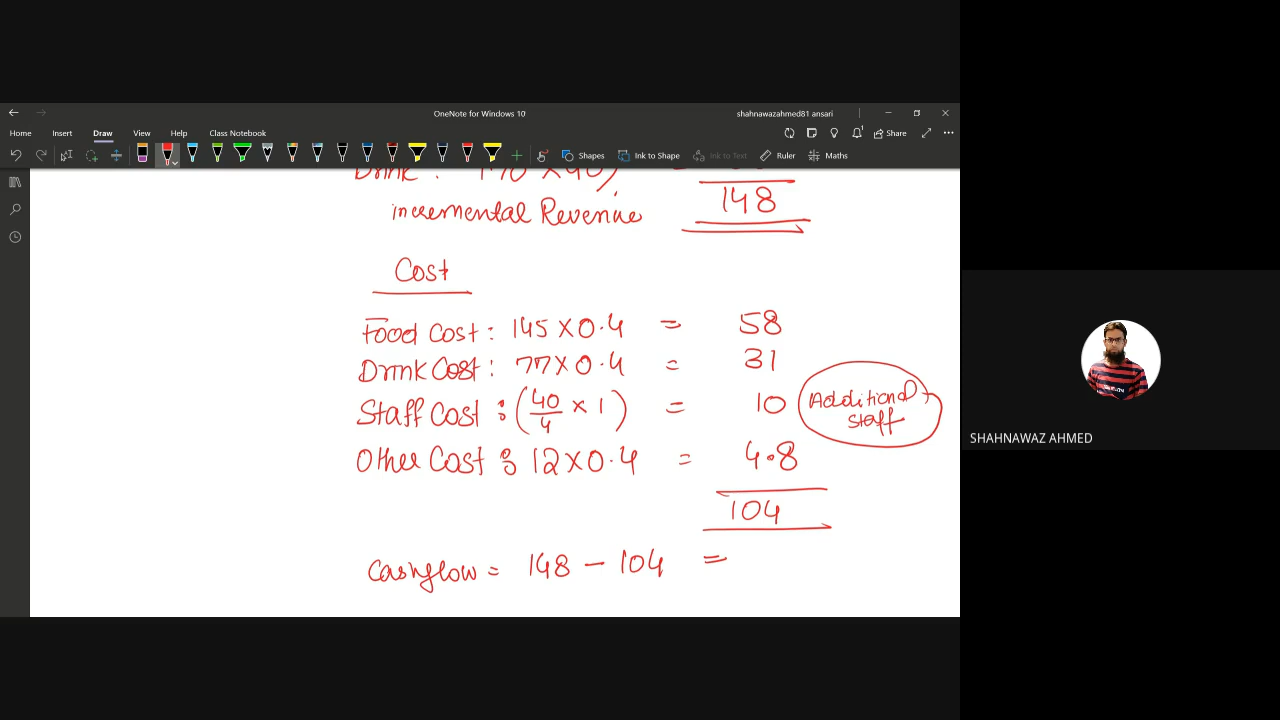 OneNote for Windows 10
shahnawazahmed81 ansari
Home Insert Draw View Help Class Notebook
Share
Shapes Ink to Shape Ink to Text Ruler Maths
Drink : 170 × 40%
148
incremental Revenue
Cost
Food Cost : 145 × 0.4 = 58
Drink Cost : 77 × 0.4 = 31
Staff Cost : (40/4 × 1) = 10 Additional staff
Other Cost : 12 × 0.4 = 4.8
104
Cashflow = 148 − 104 =
SHAHNAWAZ AHMED